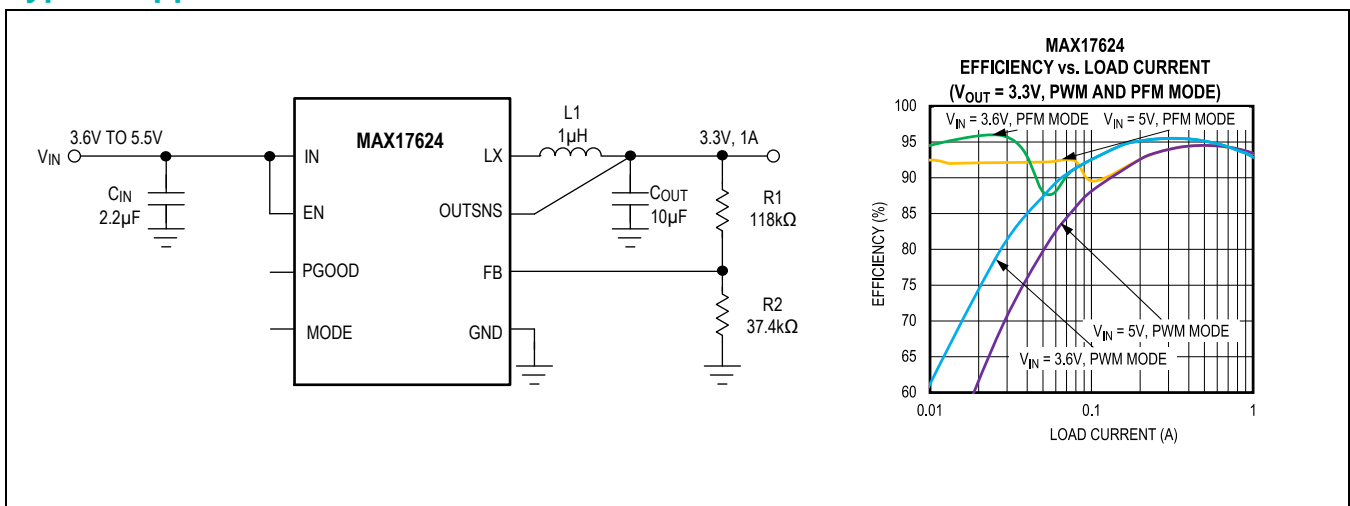 MAX17624
3.6V TO 5.5V
VIN
CIN
2.2µF
IN
EN
PGOOD
MODE
LX
OUTSNS
FB
GND
L1
1µH
3.3V, 1A
COUT
10µF
R1
118kΩ
R2
37.4kΩ
MAX17624
EFFICIENCY vs. LOAD CURRENT
(VOUT = 3.3V, PWM AND PFM MODE)
VIN = 3.6V, PFM MODE
VIN = 5V, PFM MODE
VIN = 5V, PWM MODE
VIN = 3.6V, PWM MODE
EFFICIENCY (%)
100
95
90
85
80
75
70
65
60
0.01
0.1
1
LOAD CURRENT (A)